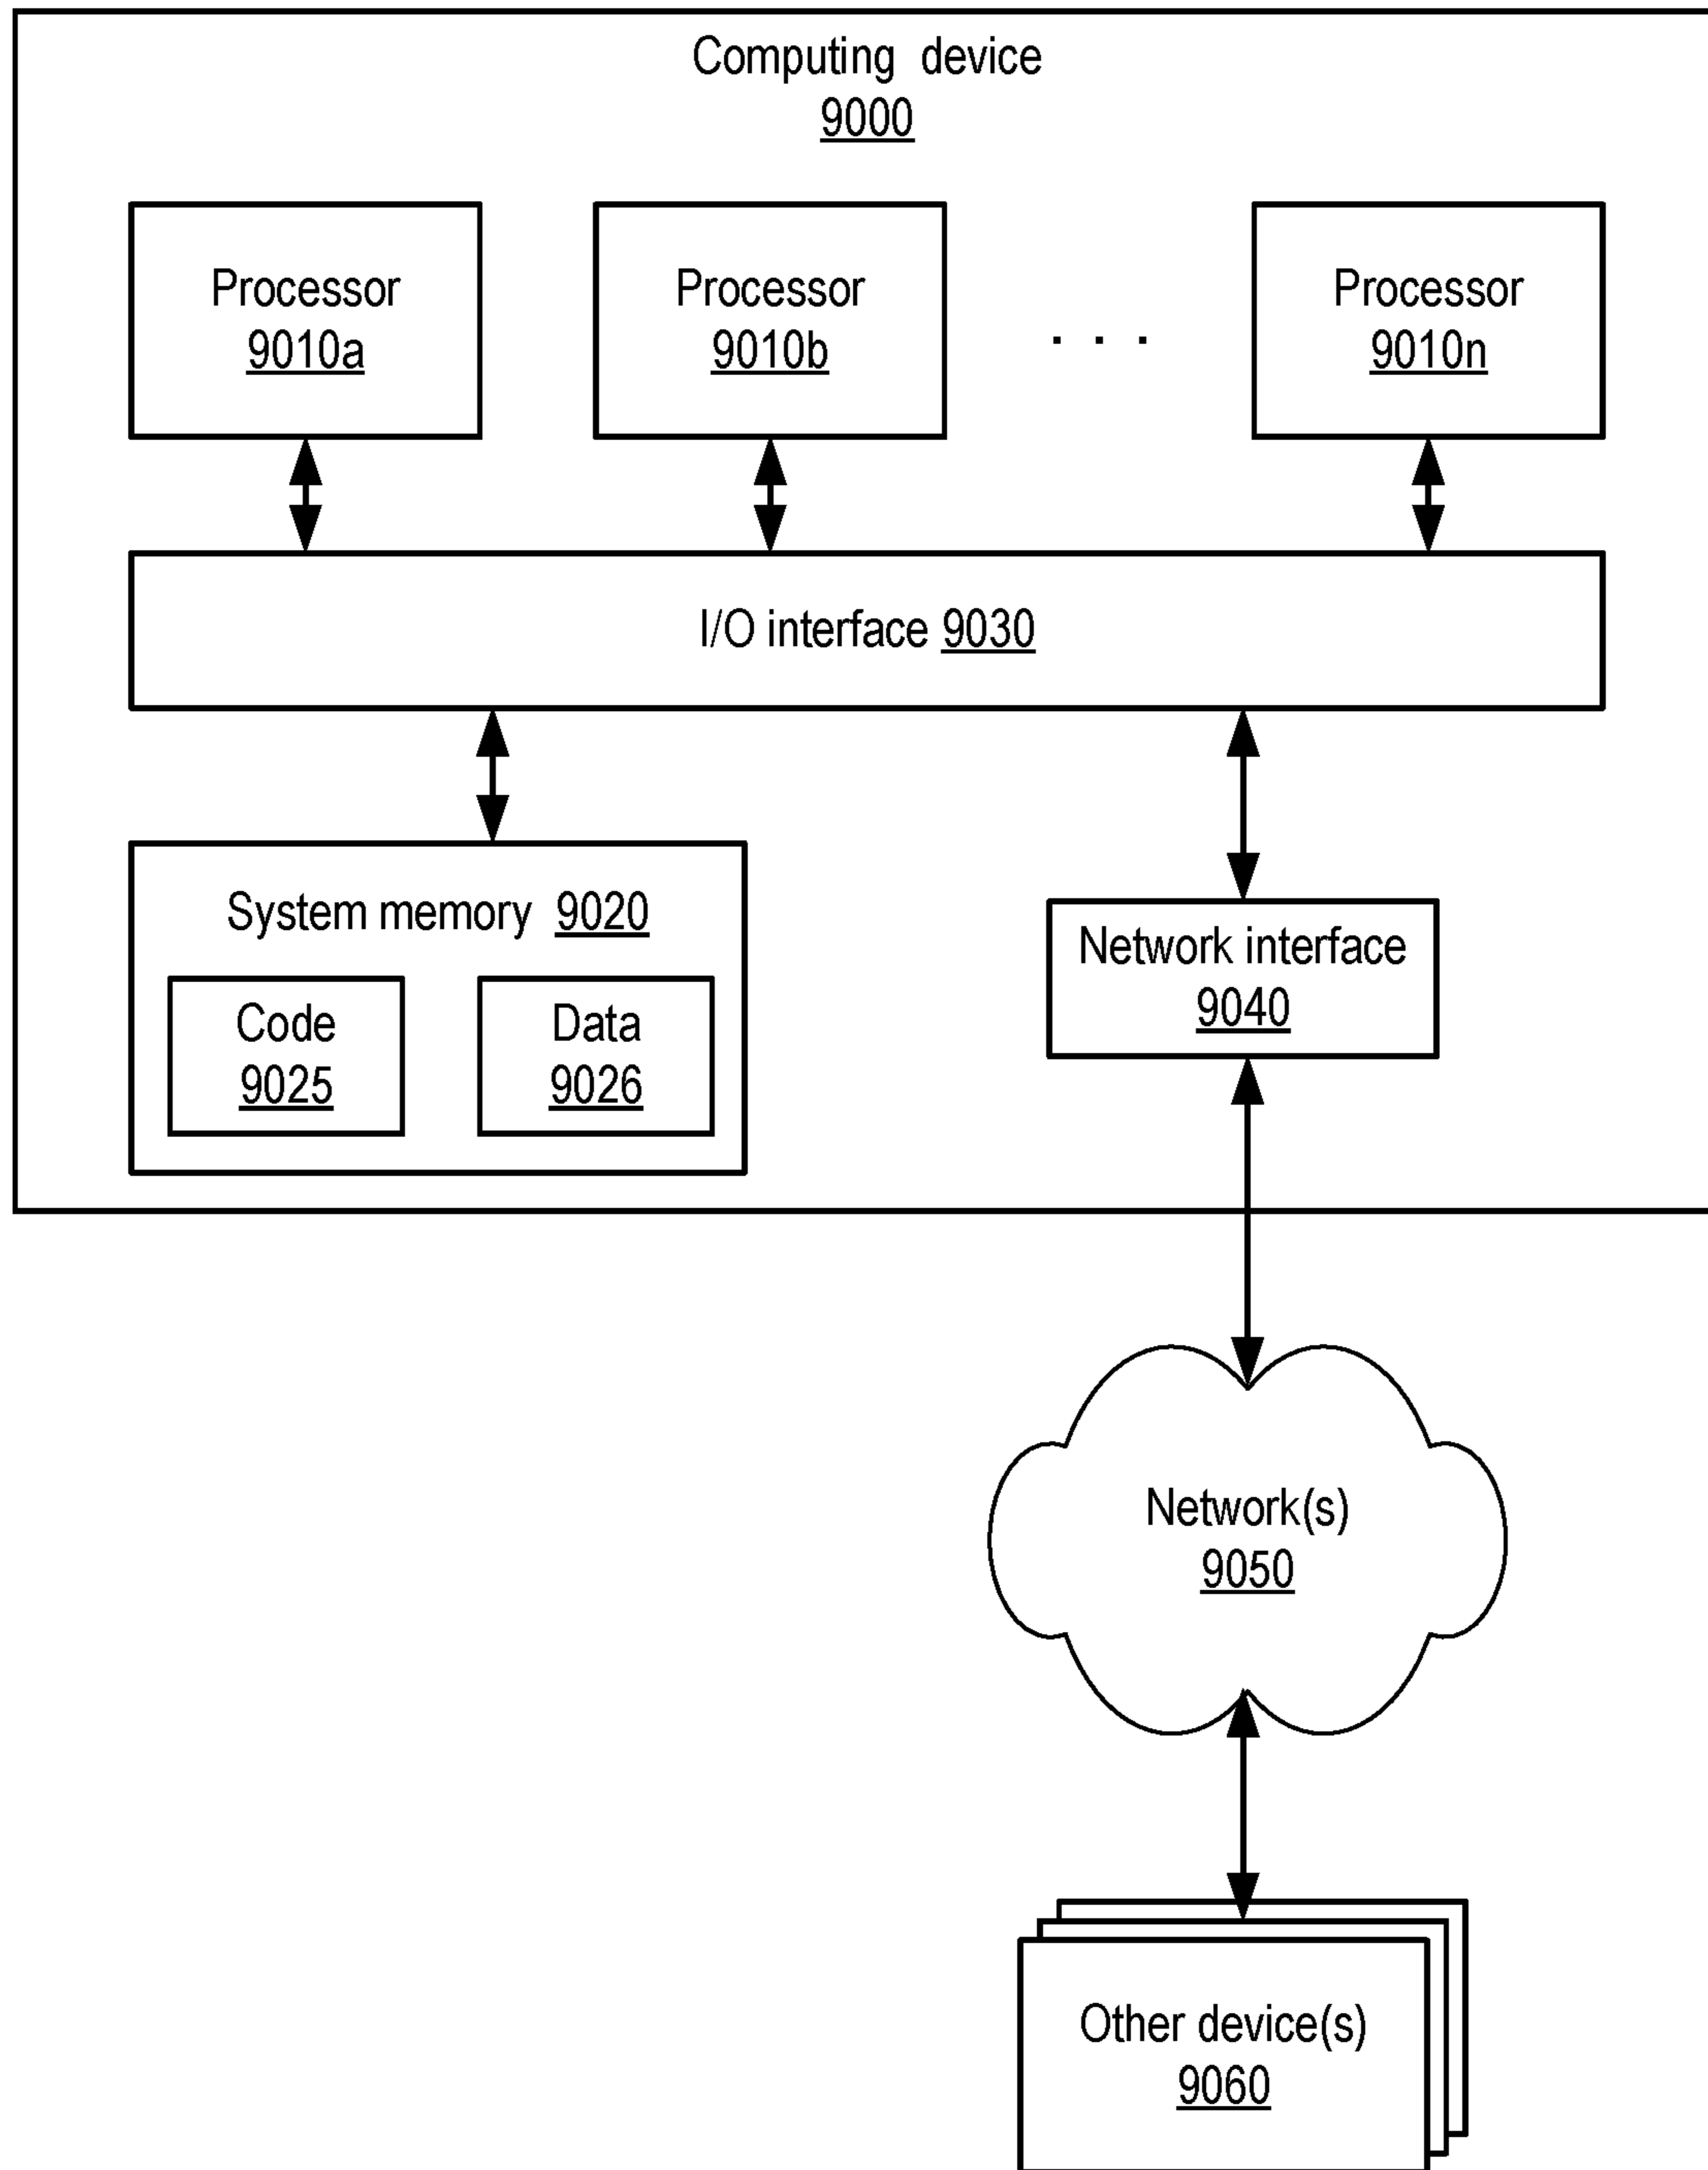 Computing device
9000
Processor
9010a
Processor
9010b
. . .
Processor
9010n
I/O interface 9030
System memory 9020
Code
9025
Data
9026
Network interface
9040
Network(s)
9050
Other device(s)
9060